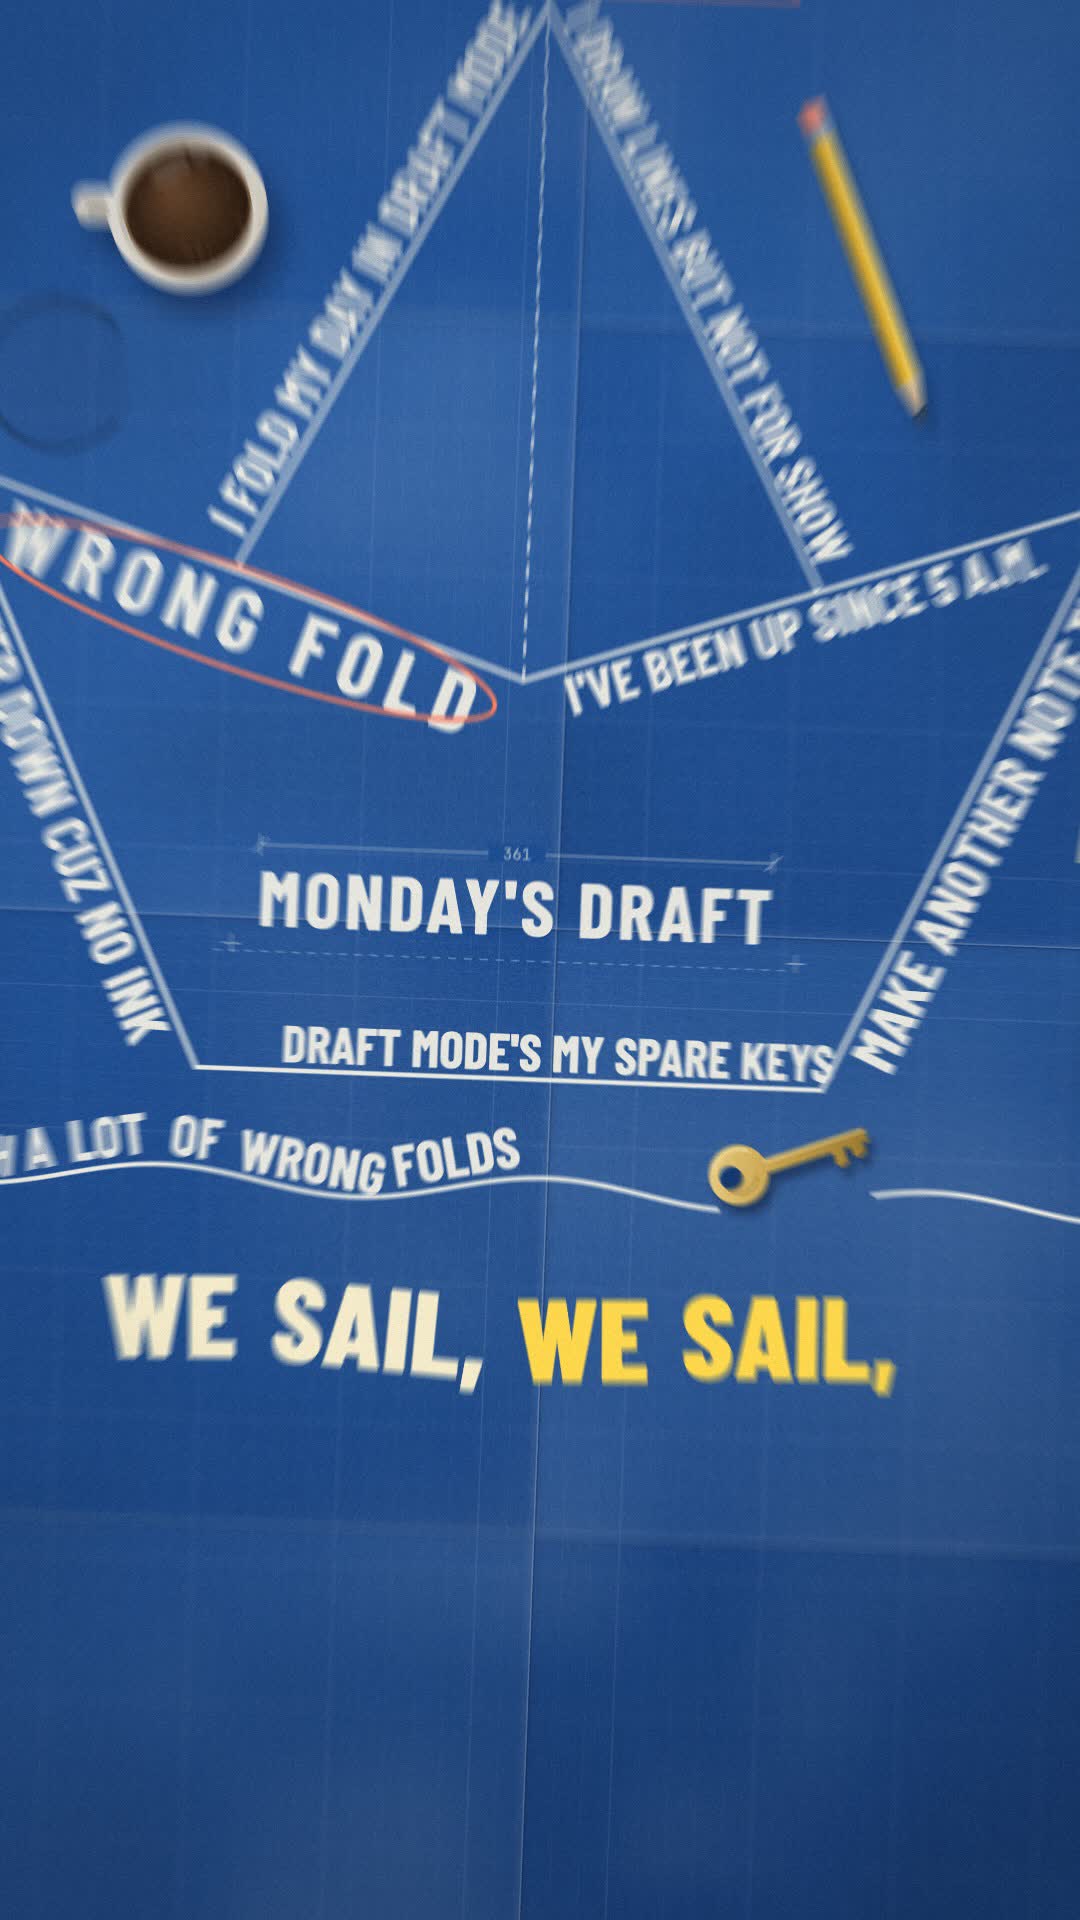 I FOLD MY DAY IN DRAFT MODE,
I DRAW LINES BUT NOT FOR SNOW
WRONG FOLD
I'VE BEEN UP SINCE 5 A.M.
DOWN CUZ NO INK
MAKE ANOTHER NOTE
361
MONDAY'S DRAFT
DRAFT MODE'S MY SPARE KEYS
A LOT OF WRONG FOLDS
WE SAIL, WE SAIL,